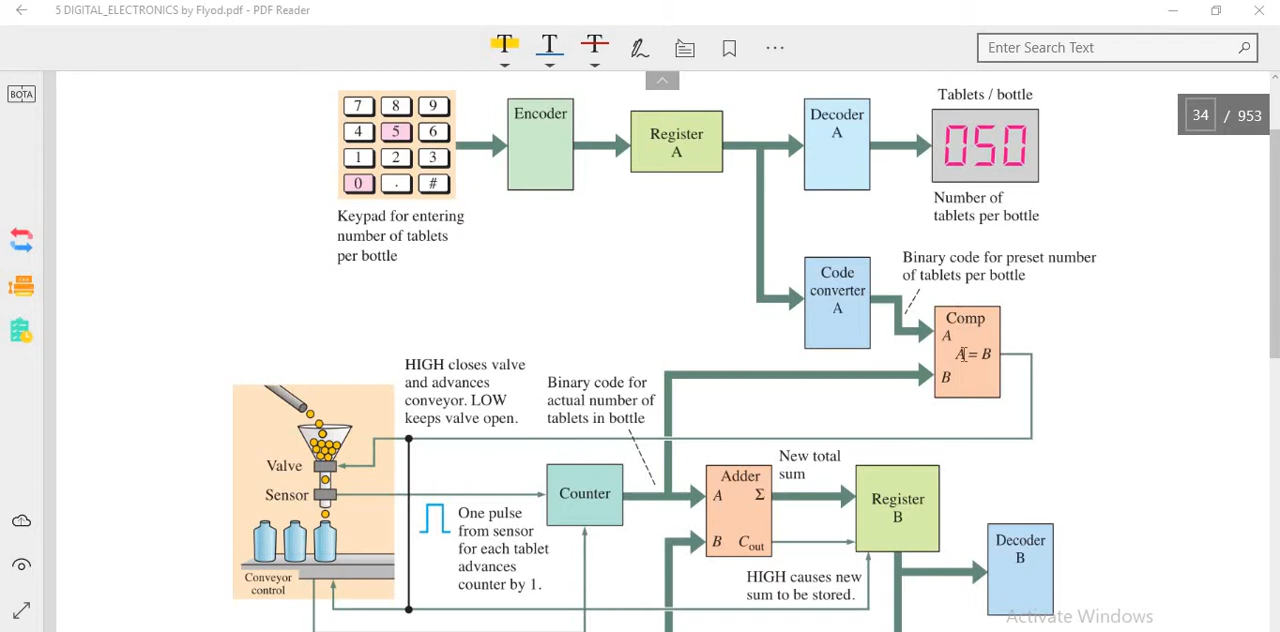 5 DIGITAL_ELECTRONICS by Flyod.pdf - PDF Reader
T T T
Enter Search Text
BOTA
34 / 953
7 8 9
4 5 6
1 2 3
0 . #
Keypad for entering
number of tablets
per bottle
Encoder
Register
A
Decoder
A
Tablets / bottle
050
Number of
tablets per bottle
Code
converter
A
Binary code for preset number
of tablets per bottle
Comp
A
A = B
B
HIGH closes valve
and advances
conveyor. LOW
keeps valve open.
Binary code for
actual number of
tablets in bottle
Valve
Sensor
Conveyor
control
One pulse
from sensor
for each tablet
advances
counter by 1.
Counter
Adder
A Σ
B Cout
New total
sum
Register
B
HIGH causes new
sum to be stored.
Decoder
B
Activate Windows